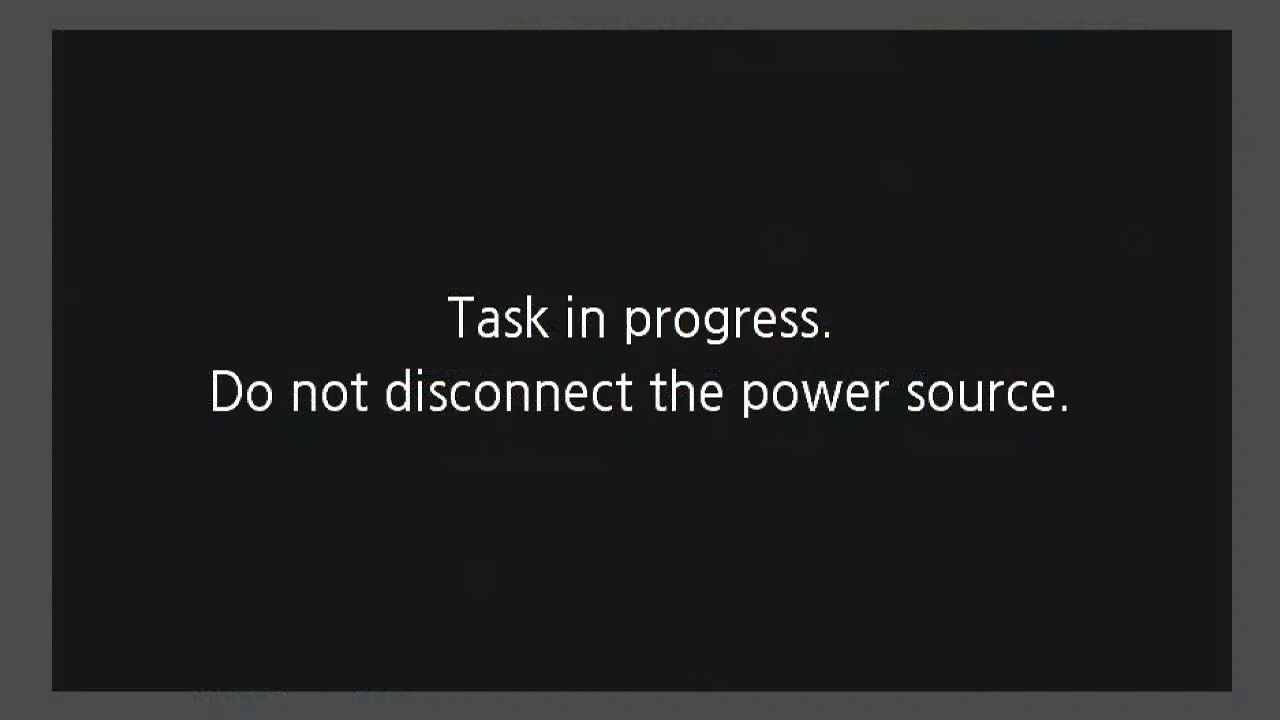 Task in progress.
Do not disconnect the power source.